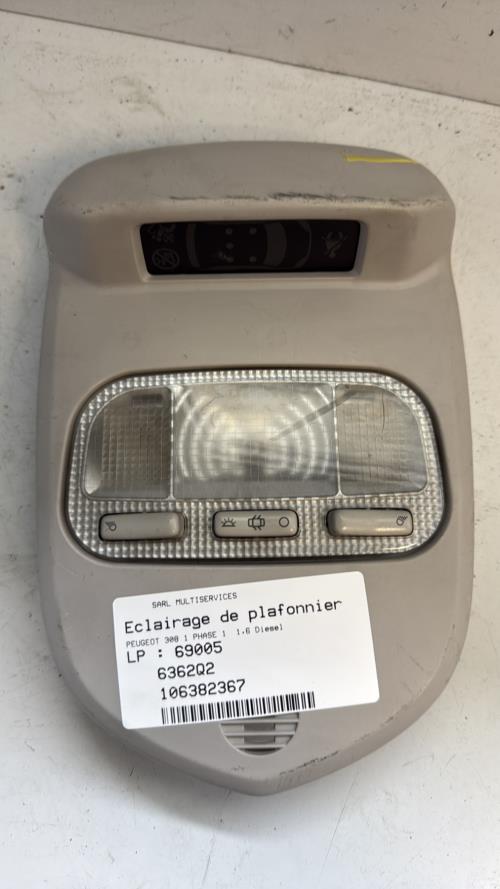 SARL MULTISERVICES
Eclairage de plafonnier
PEUGEOT 308 1 PHASE 1 1.6 Diesel
LP : 69005
6362Q2
106382367